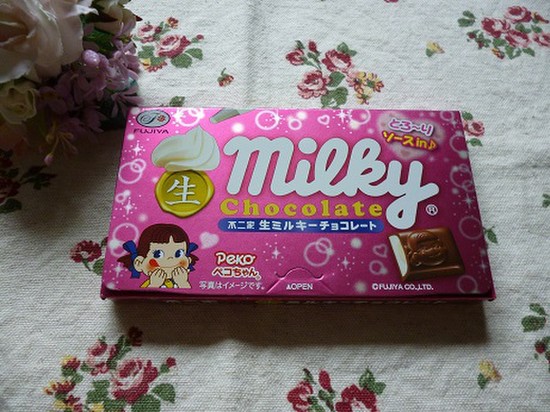 FUJIYA
とろ〜り
ソースin♪
milky
生
Chocolate
不二家 生ミルキーチョコレート
Peko
ペコちゃん®
写真はイメージです。
▲OPEN
®
©FUJIYA CO.,LTD.